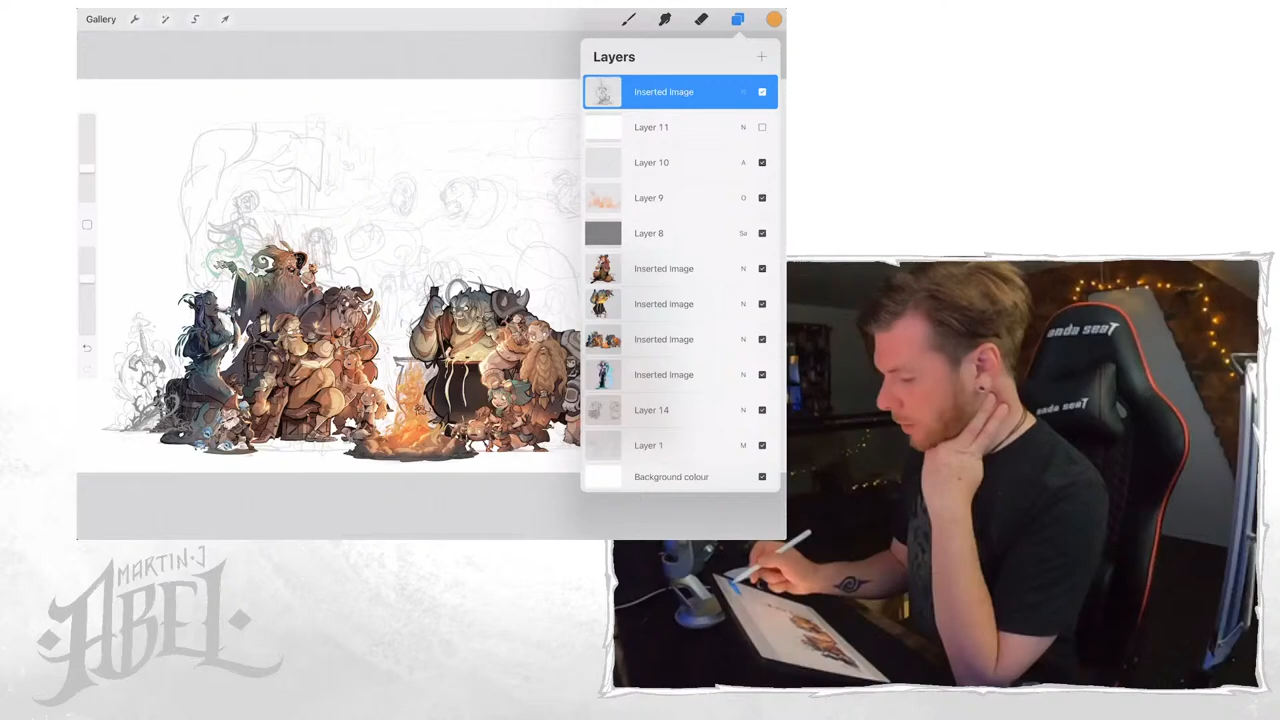 Gallery
Layers
Inserted Image N
Layer 11 N
Layer 10 A
Layer 9 O
Layer 8 Sa
Inserted Image N
Inserted Image N
Inserted Image N
Inserted Image N
Layer 14 N
Layer 1 M
Background colour
anda seaT
anda seaT
MARTIN·J
ABEL